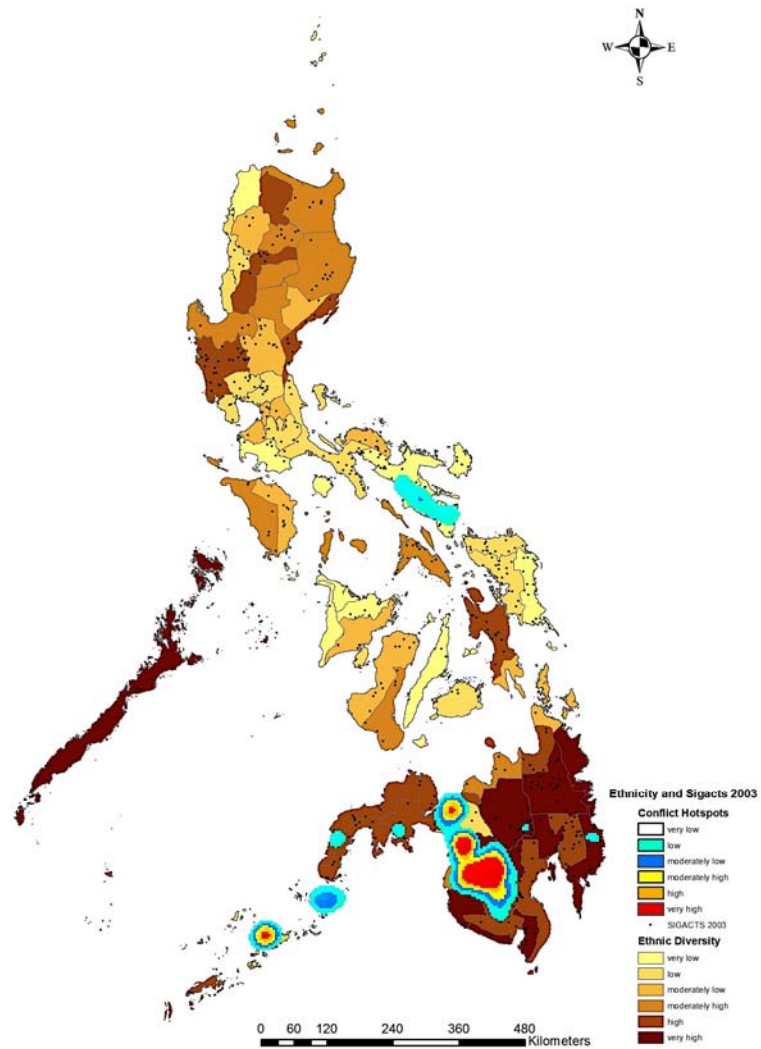 N
W E
S
Ethnicity and Sigacts 2003
Conflict Hotspots
very low
low
moderately low
moderately high
high
very high
SIGACTS 2003
Ethnic Diversity
very low
low
moderately low
moderately high
high
very high
0 60 120 240 360 480
Kilometers